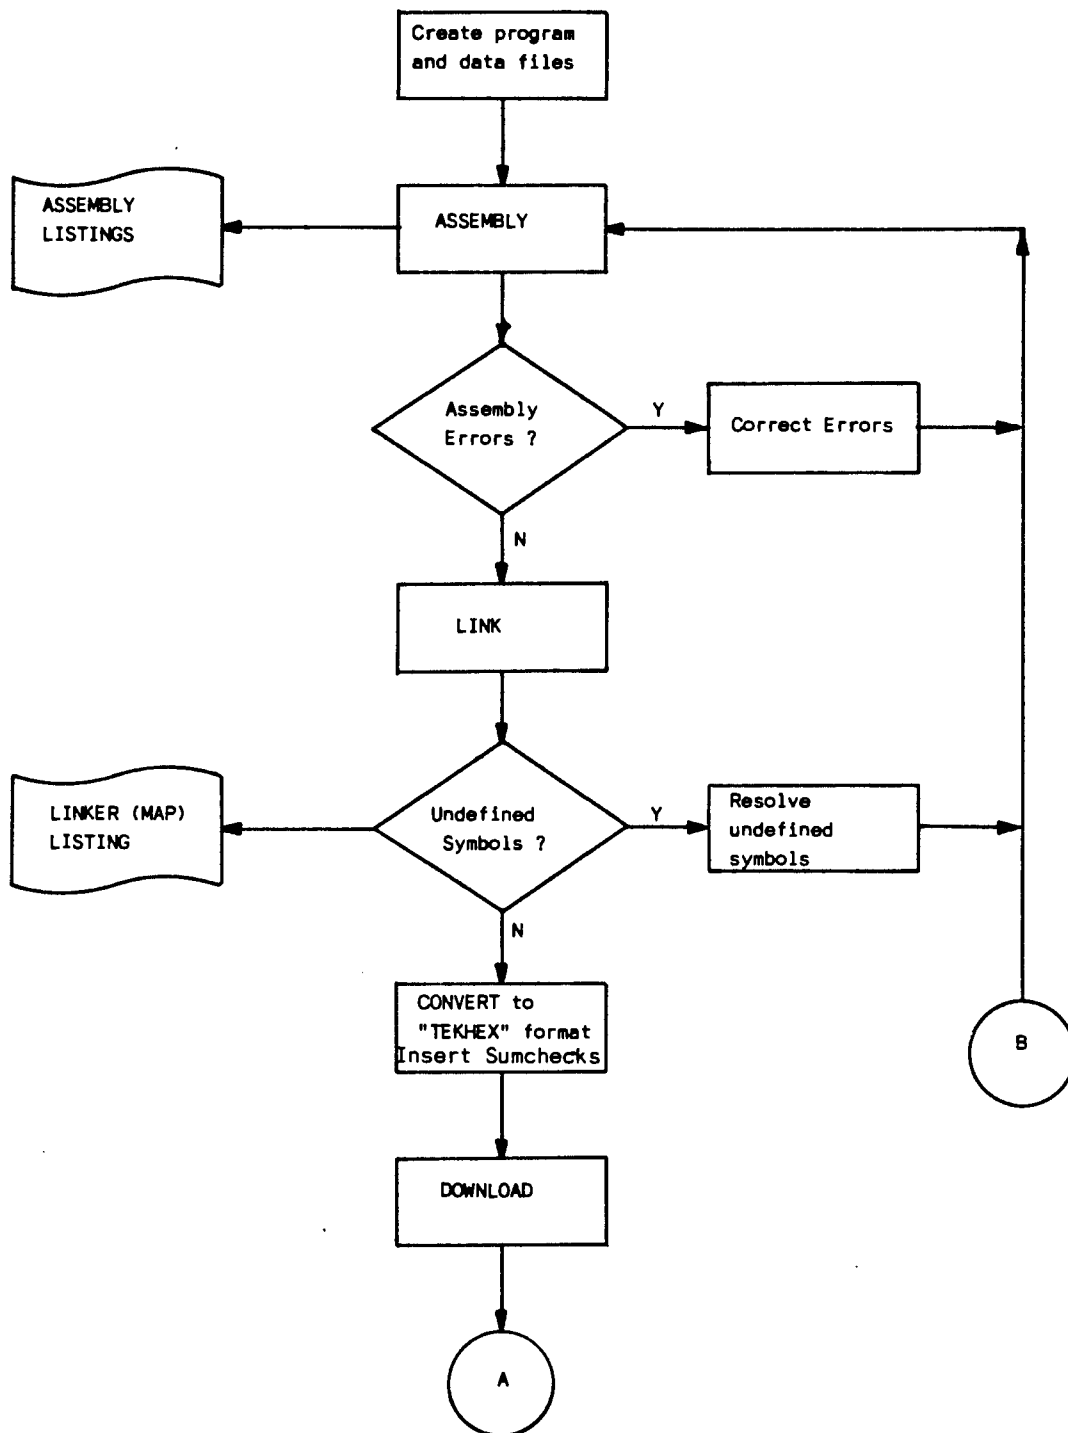 Create program
and data files
ASSEMBLY
LISTINGS
ASSEMBLY
Assembly
Errors ?
Y
Correct Errors
N
LINK
LINKER (MAP)
LISTING
Undefined
Symbols ?
Y
Resolve
undefined
symbols
N
CONVERT to
"TEKHEX" format
Insert Sumchecks
B
DOWNLOAD
A